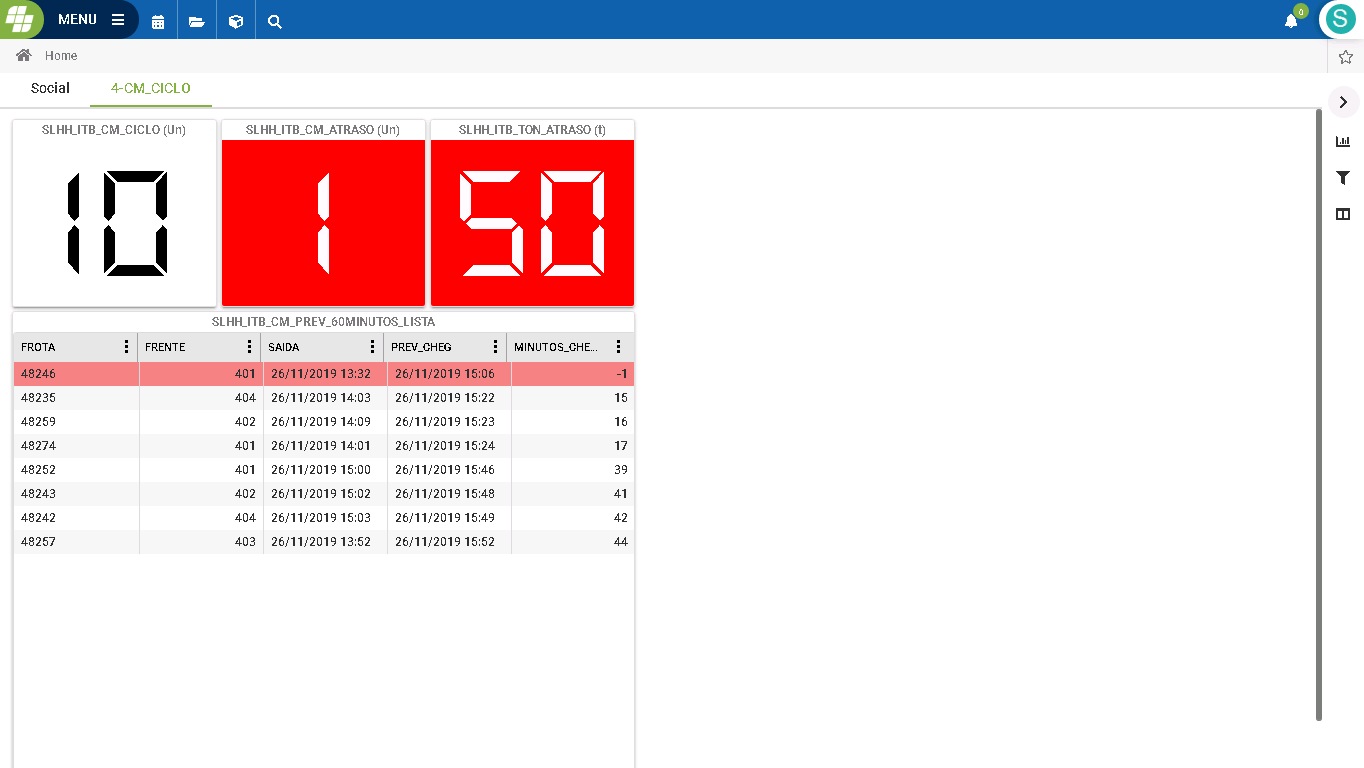 MENU
0
S
Home
Social 4-CM_CICLO
SLHH_ITB_CM_CICLO (Un) SLHH_ITB_CM_ATRASO (Un) SLHH_ITB_TON_ATRASO (t)
10 1 50
SLHH_ITB_CM_PREV_60MINUTOS_LISTA
FROTA FRENTE SAIDA PREV_CHEG MINUTOS_CHE...
48246 401 26/11/2019 13:32 26/11/2019 15:06 -1
48235 404 26/11/2019 14:03 26/11/2019 15:22 15
48259 402 26/11/2019 14:09 26/11/2019 15:23 16
48274 401 26/11/2019 14:01 26/11/2019 15:24 17
48252 401 26/11/2019 15:00 26/11/2019 15:46 39
48243 402 26/11/2019 15:02 26/11/2019 15:48 41
48242 404 26/11/2019 15:03 26/11/2019 15:49 42
48257 403 26/11/2019 13:52 26/11/2019 15:52 44